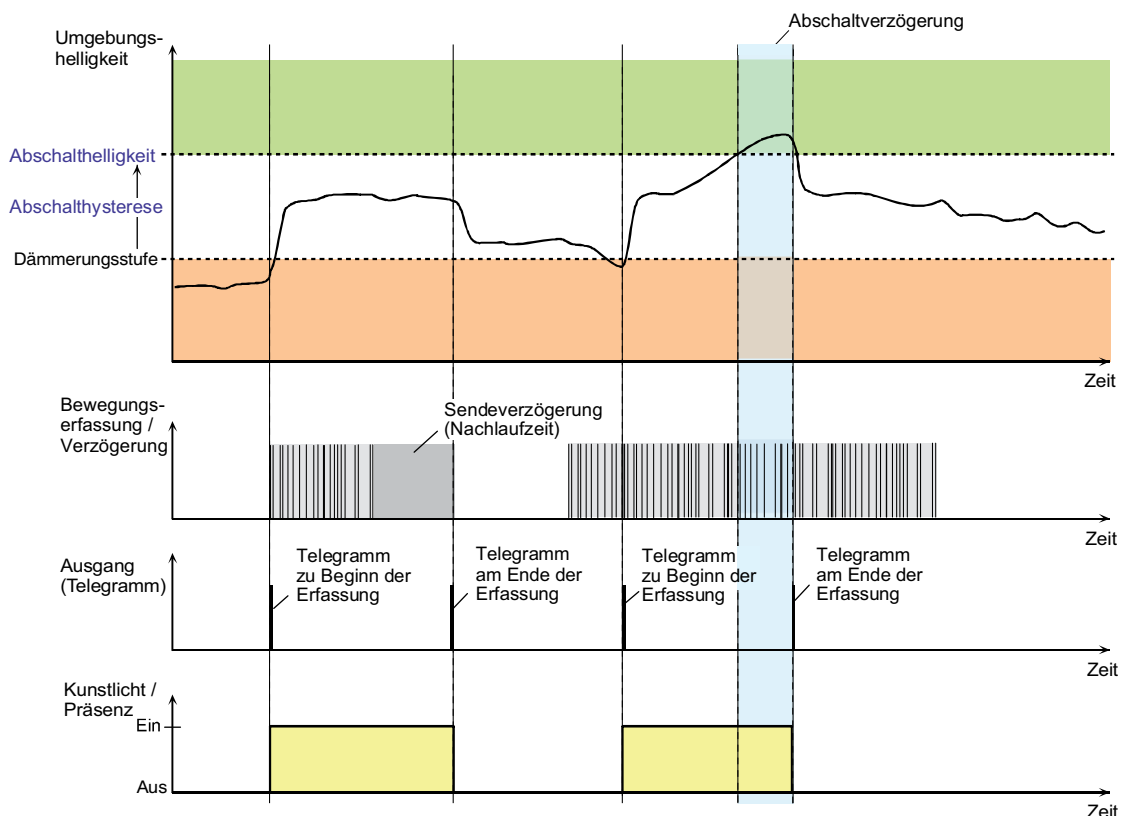 Abschaltverzögerung
Umgebungs-
helligkeit
Abschalthelligkeit
Abschalthysterese
Dämmerungsstufe
Zeit
Bewegungs-
erfassung /
Verzögerung
Sendeverzögerung
(Nachlaufzeit)
Zeit
Ausgang
(Telegramm)
Telegramm
zu Beginn der
Erfassung
Telegramm
am Ende der
Erfassung
Telegramm
zu Beginn der
Erfassung
Telegramm
am Ende der
Erfassung
Zeit
Kunstlicht /
Präsenz
Ein
Aus
Zeit